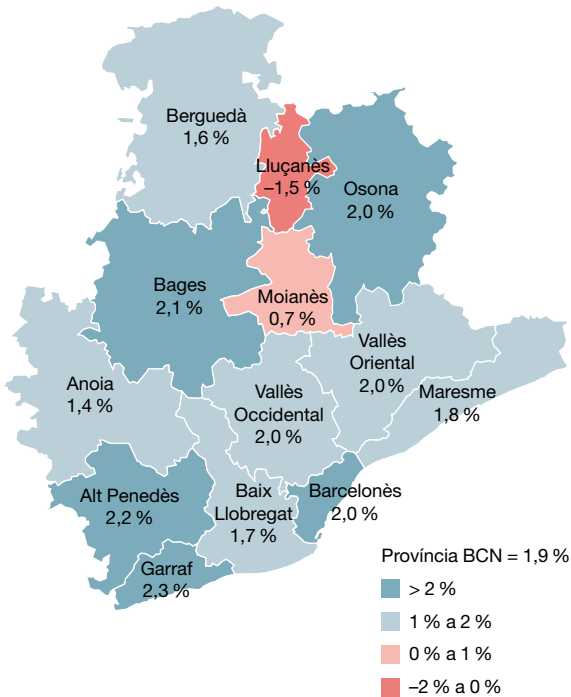 Berguedà
1,6 %
Lluçanès
–1,5 %
Osona
2,0 %
Bages
2,1 %
Moianès
0,7 %
Vallès
Oriental
2,0 %
Maresme
1,8 %
Anoia
1,4 %
Vallès
Occidental
2,0 %
Alt Penedès
2,2 %
Baix
Llobregat
1,7 %
Barcelonès
2,0 %
Garraf
2,3 %
Província BCN = 1,9 %
> 2 %
1 % a 2 %
0 % a 1 %
–2 % a 0 %